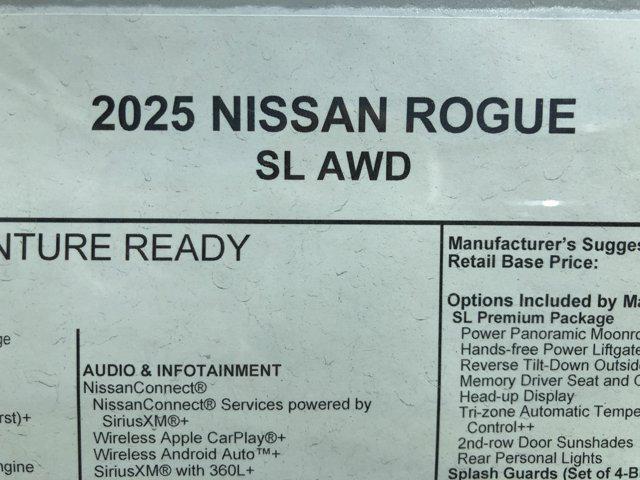 2025 NISSAN ROGUE
SL AWD
NTURE READY
rst)+
ngine
AUDIO & INFOTAINMENT
NissanConnect®
NissanConnect® Services powered by
SiriusXM®+
Wireless Apple CarPlay®+
Wireless Android Auto™+
SiriusXM® with 360L+
Manufacturer's Sugges
Retail Base Price:
Options Included by Ma
SL Premium Package
Power Panoramic Moonro
Hands-free Power Liftgate
Reverse Tilt-Down Outside
Memory Driver Seat and O
Head-up Display
Tri-zone Automatic Tempe
Control++
2nd-row Door Sunshades
Rear Personal Lights
Splash Guards (Set of 4-B